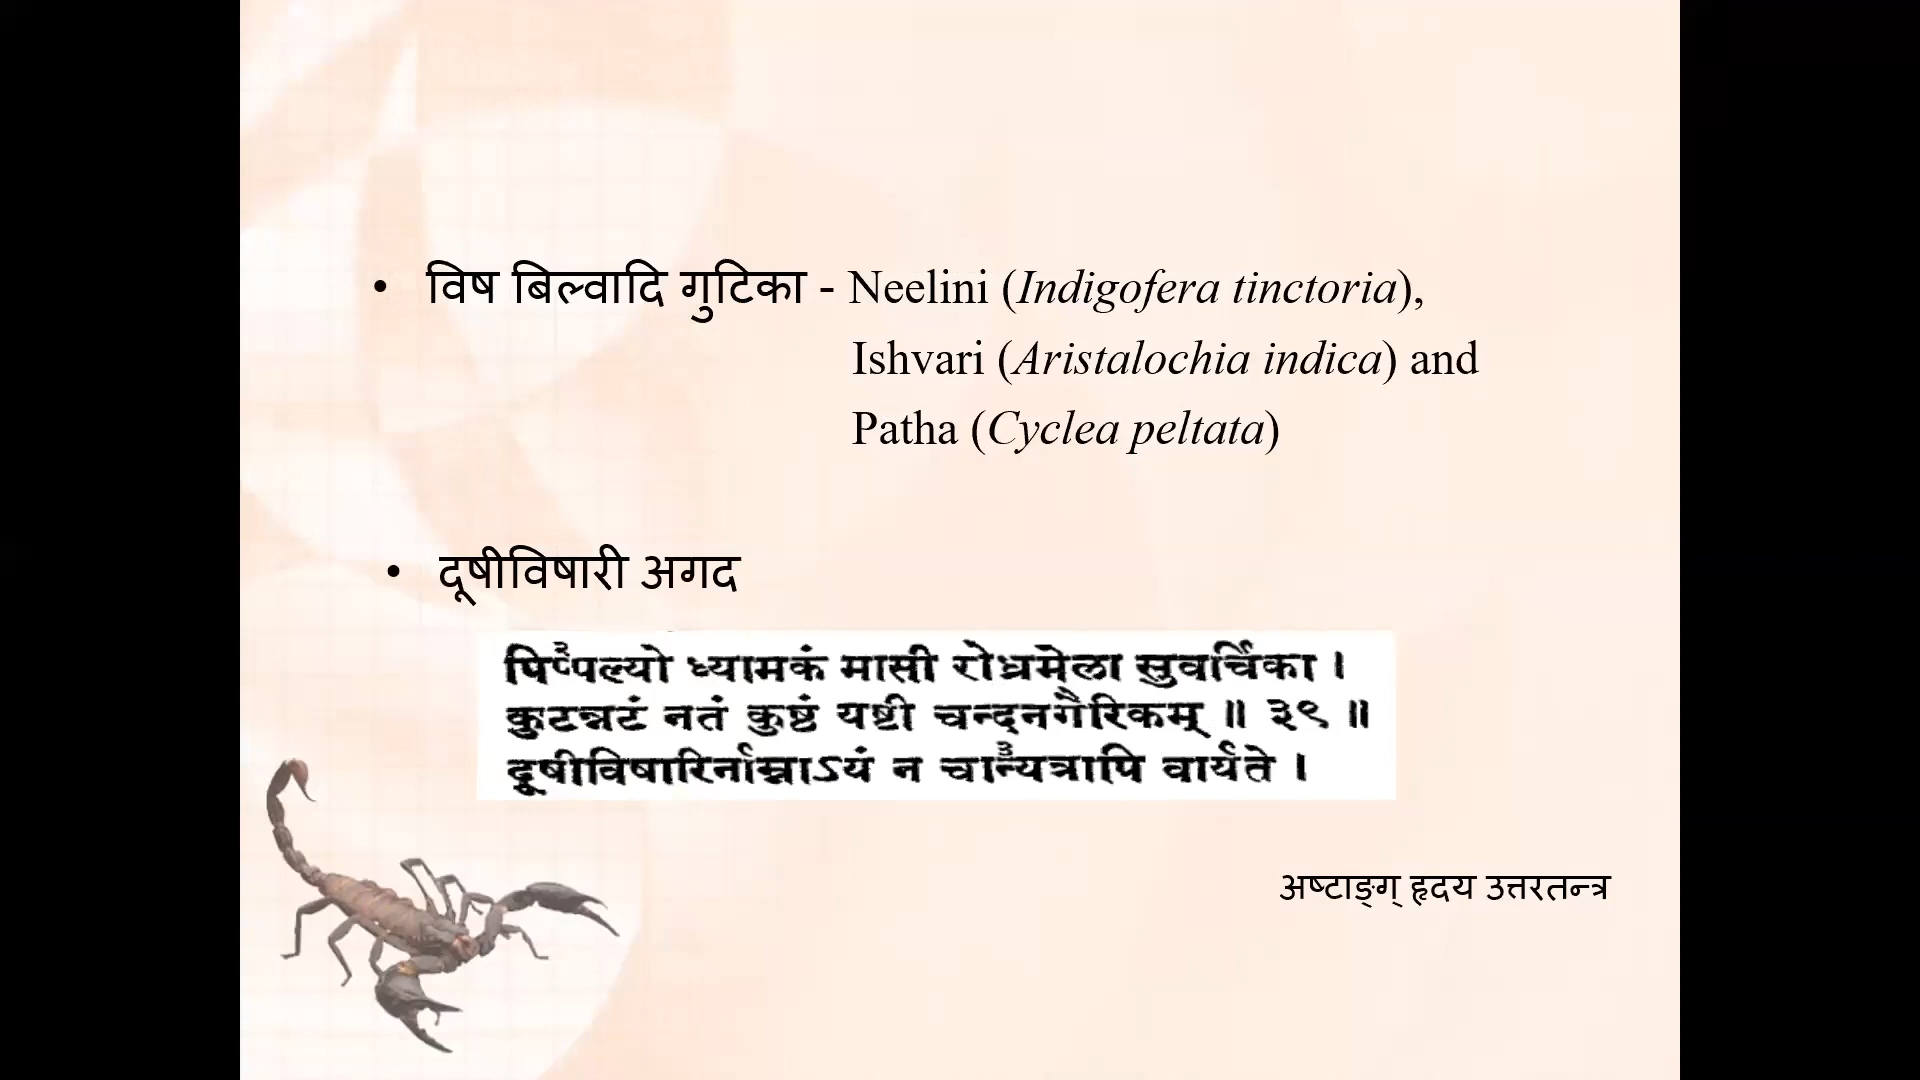 • विष बिल्वादि गुटिका - Neelini (Indigofera tinctoria),
Ishvari (Aristalochia indica) and
Patha (Cyclea peltata)
• दूषीविषारी अगद
पिप्पल्यो ध्यामकं मांसी रोध्रमेला सुवर्चिका ।
कुटन्नटं नतं कुष्ठं यष्टी चन्दनगैरिकम् ॥ ३९ ॥
दूषीविषारिर्नाम्नाऽयं न चान्यत्रापि वार्यते ।
अष्टाङ्ग् हृदय उत्तरतन्त्र